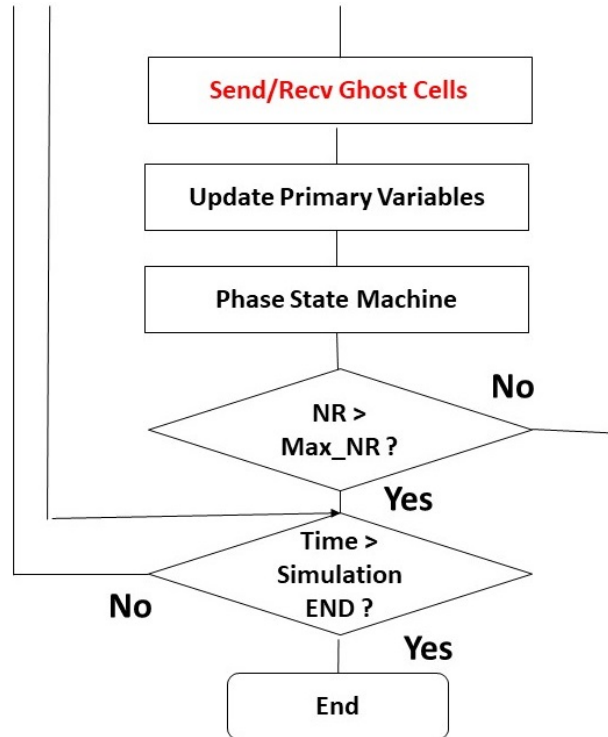 Send/Recv Ghost Cells
Update Primary Variables
Phase State Machine
No
NR >
Max_NR ?
Yes
Time >
Simulation
END ?
No
Yes
End